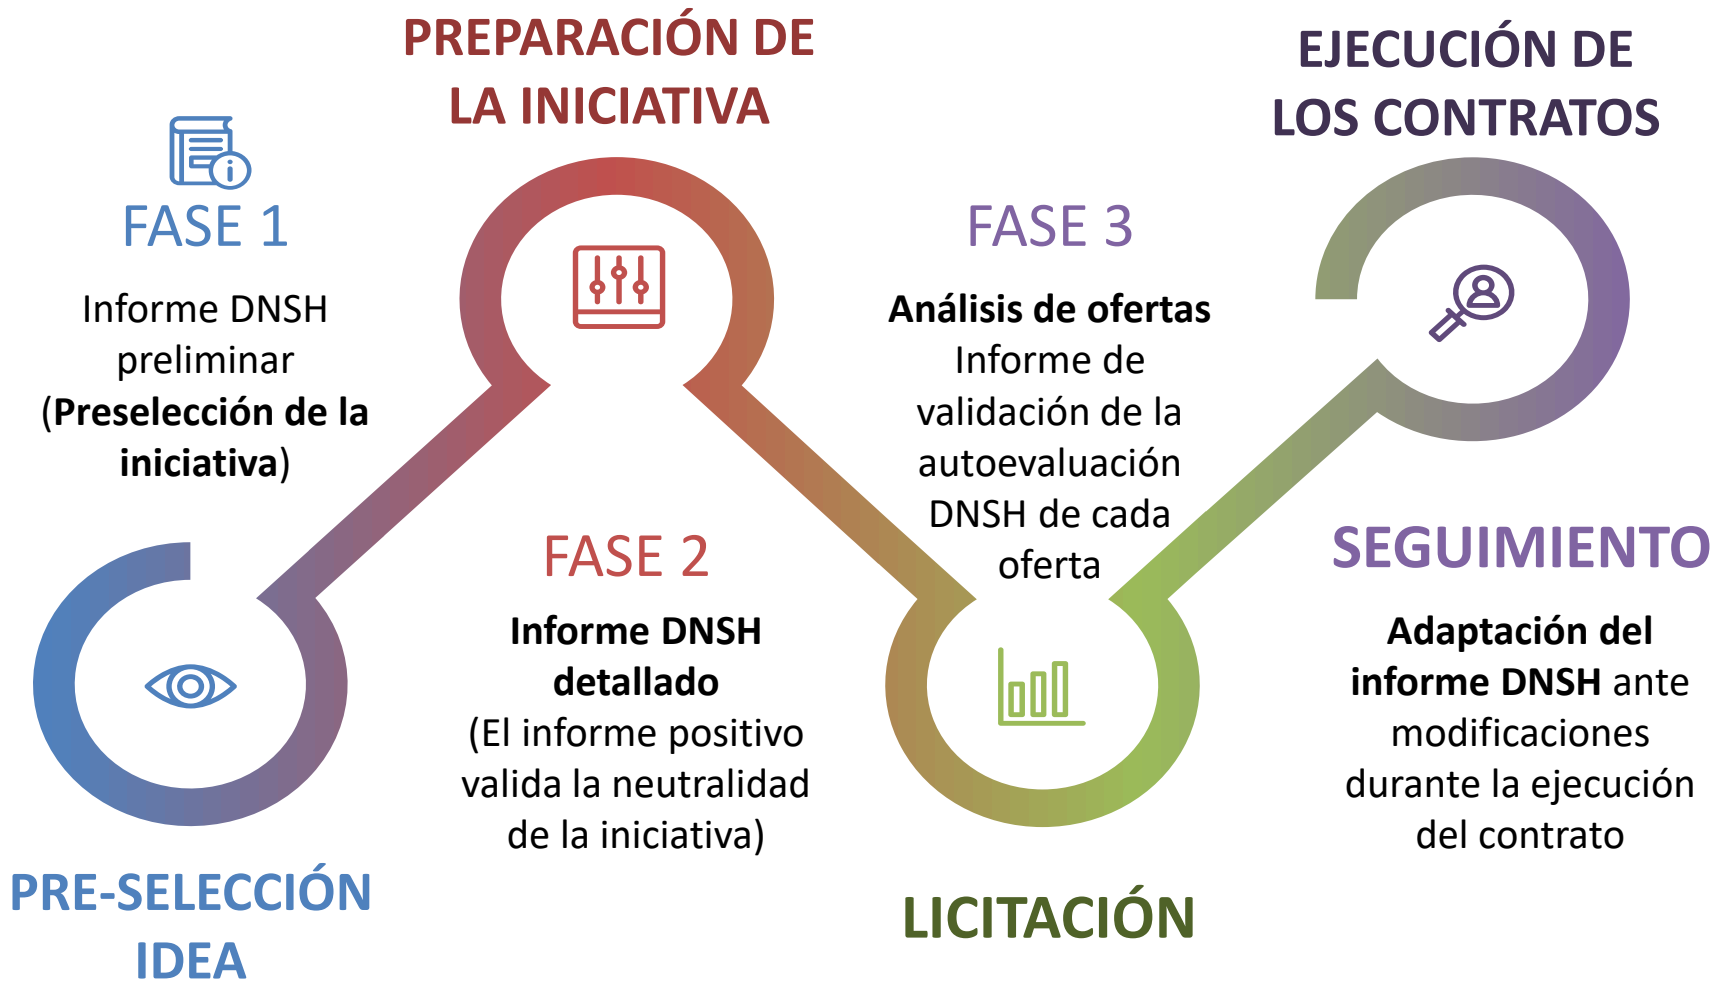 FASE 1
Informe DNSH
preliminar
(Preselección de la
iniciativa)
PRE-SELECCIÓN
IDEA
PREPARACIÓN DE
LA INICIATIVA
FASE 2
Informe DNSH
detallado
(El informe positivo
valida la neutralidad
de la iniciativa)
FASE 3
Análisis de ofertas
Informe de
validación de la
autoevaluación
DNSH de cada
oferta
LICITACIÓN
EJECUCIÓN DE
LOS CONTRATOS
SEGUIMIENTO
Adaptación del
informe DNSH ante
modificaciones
durante la ejecución
del contrato